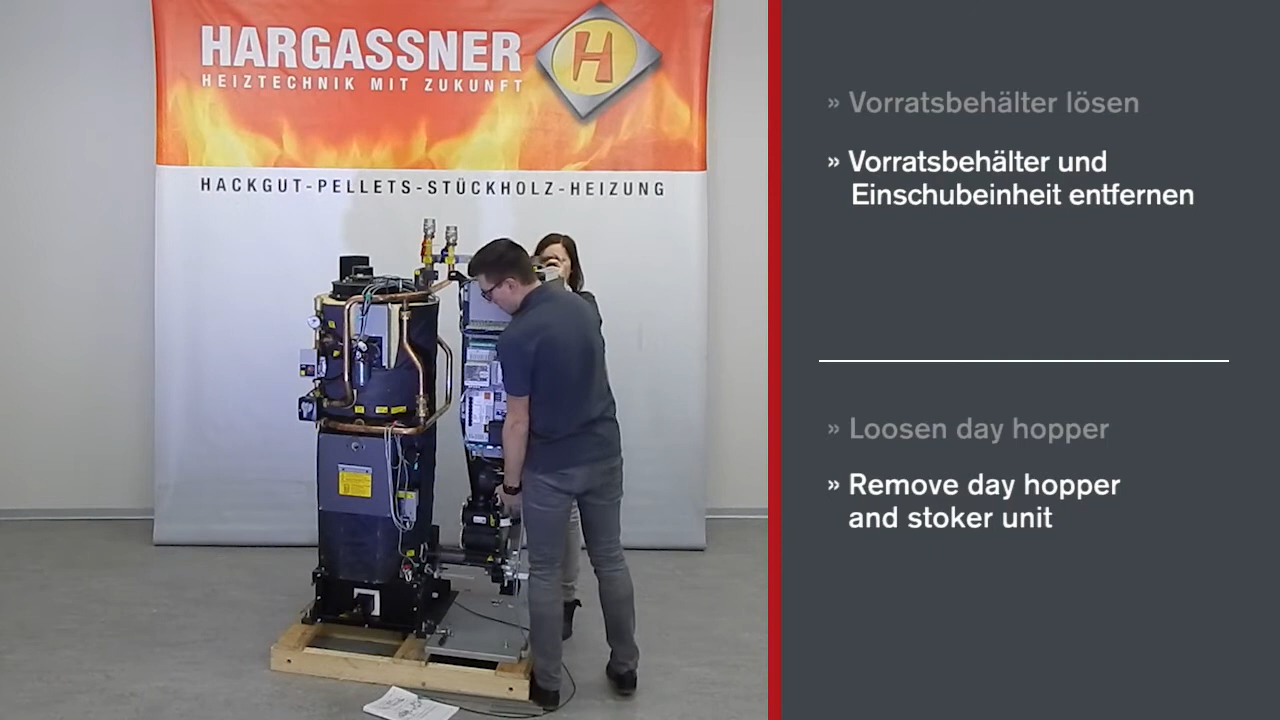 HARGASSNER
HEIZTECHNIK MIT ZUKUNFT
H
HACKGUT-PELLETS-STÜCKHOLZ-HEIZUNG
» Vorratsbehälter lösen
» Vorratsbehälter und
Einschubeinheit entfernen
» Loosen day hopper
» Remove day hopper
and stoker unit